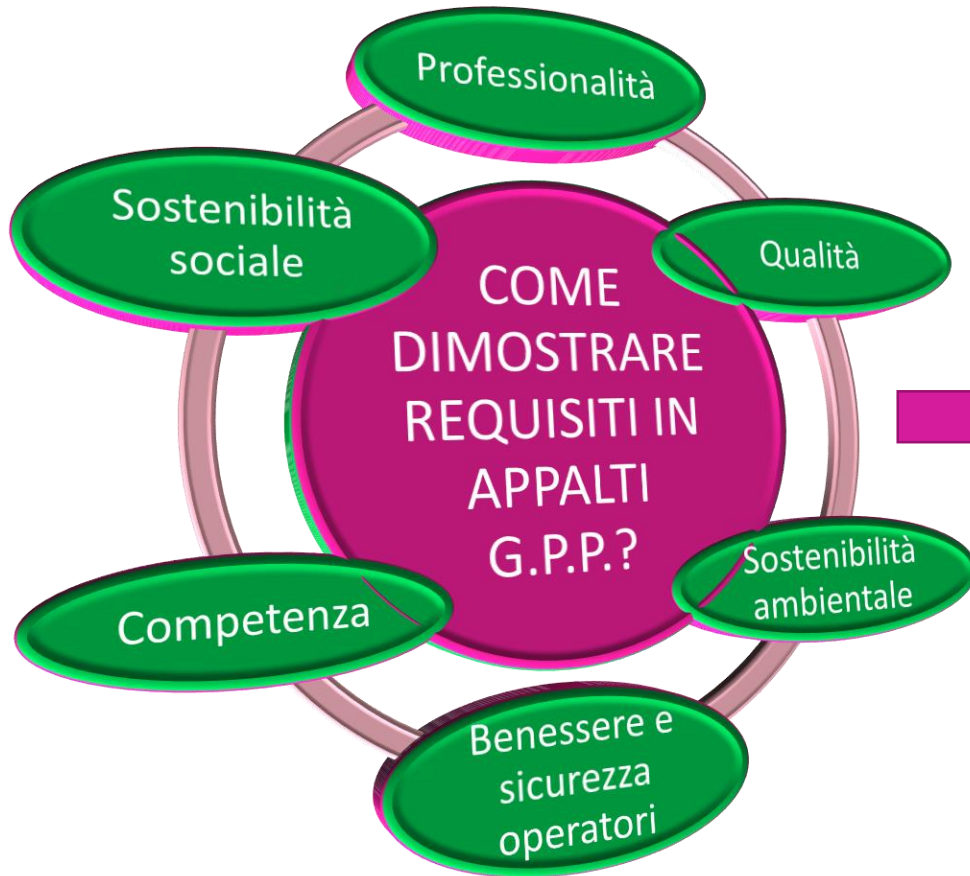 Professionalità
Sostenibilità
sociale
Qualità
COME
DIMOSTRARE
REQUISITI IN
APPALTI
G.P.P.?
Sostenibilità
ambientale
Competenza
Benessere e
sicurezza
operatori